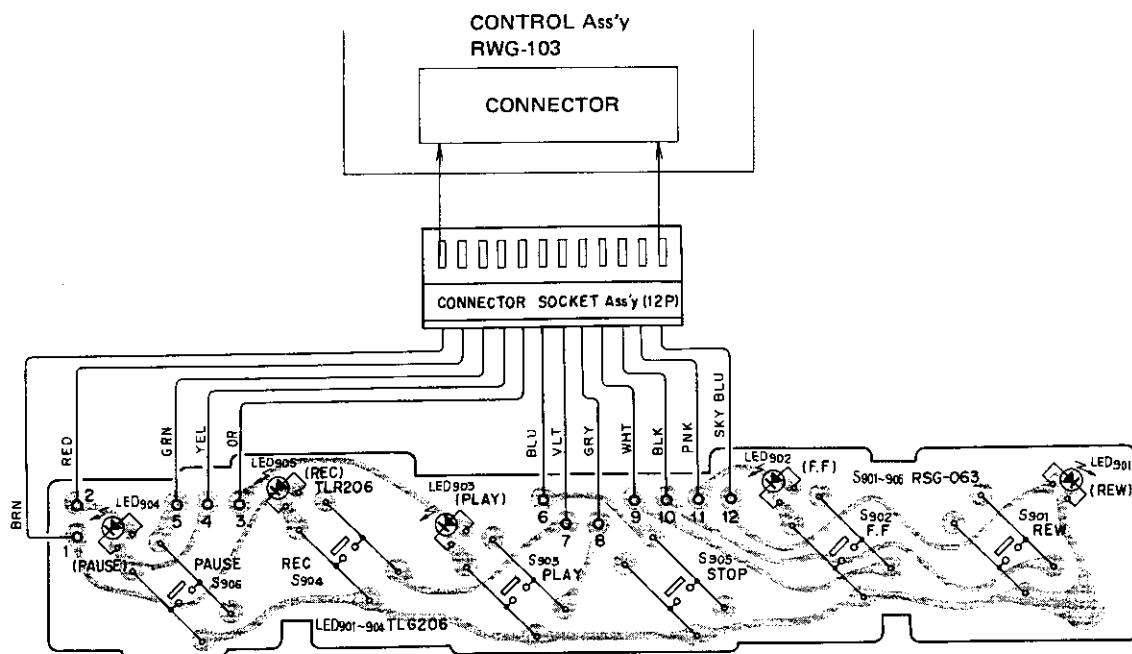 CONTROL Ass'y
RWG-103
CONNECTOR
CONNECTOR SOCKET Ass'y (12P)
BRN
RED
GRN
YEL
OR
BLU
VLT
GRY
WHT
BLK
PNK
SKY BLU
LED904
(PAUSE)
LED905
(REC)
TLR206
LED903
(PLAY)
LED902
(F.F)
S901-906 RSG-063
LED901
(REW)
2
1
5
4
3
6
7
8
9
10
11
12
PAUSE
S906
REC
S904
S903
PLAY
S905
STOP
S902
F.F
S901
REW
LED901~904 TLG206